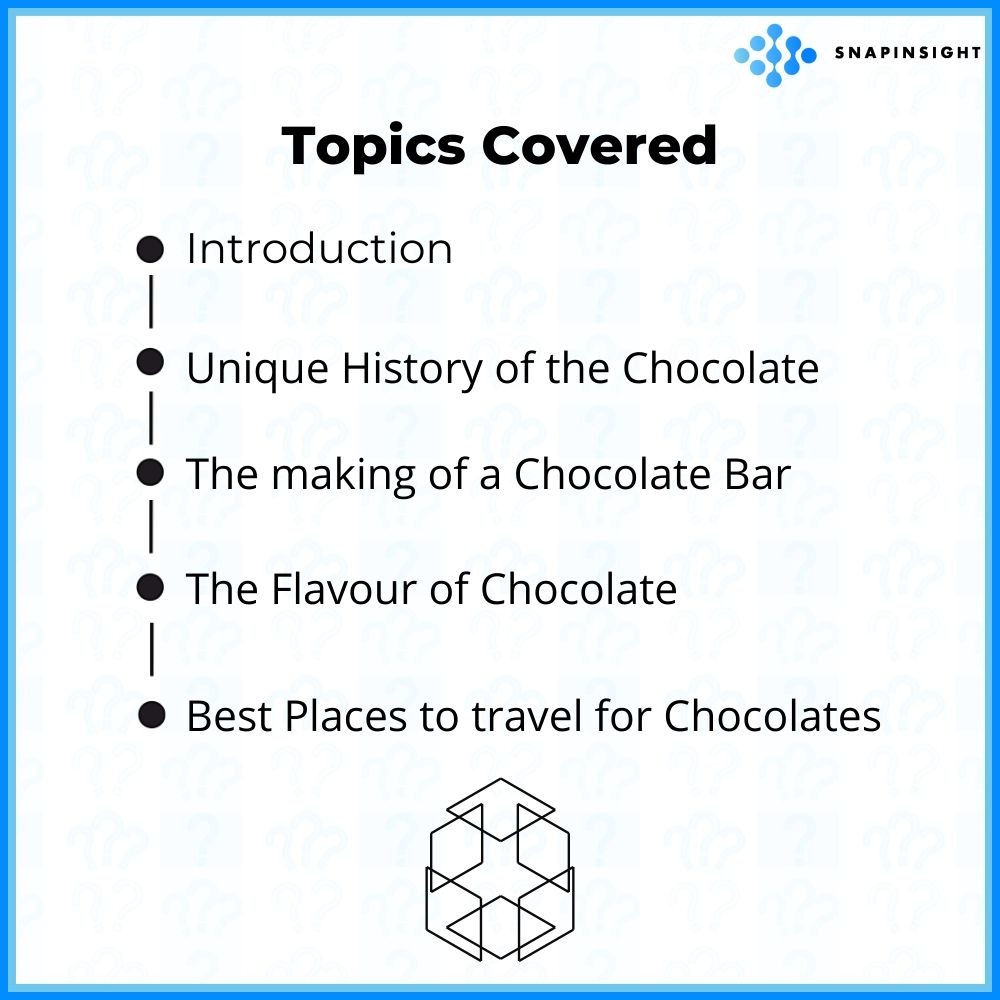 SNAPINSIGHT
Topics Covered
Introduction
Unique History of the Chocolate
The making of a Chocolate Bar
The Flavour of Chocolate
Best Places to travel for Chocolates